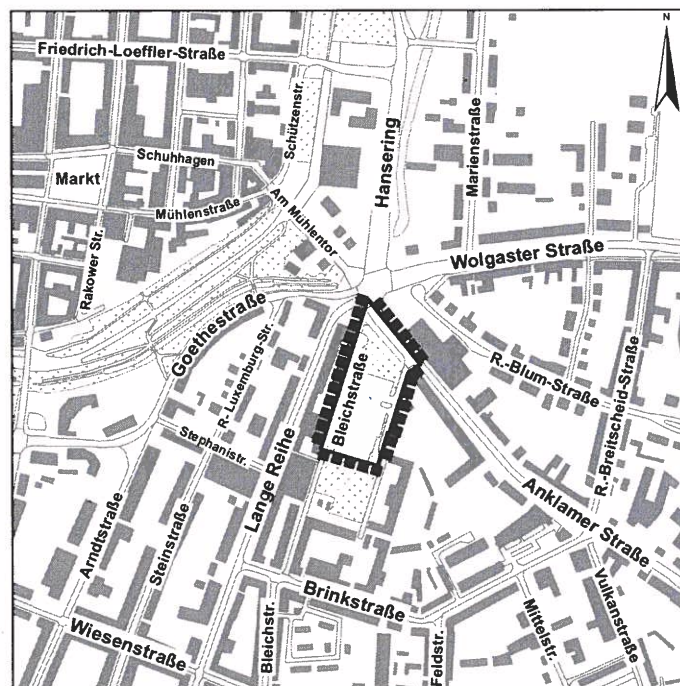 N
Friedrich-Loeffler-Straße
Schützenstr.
Hansering
Marienstraße
Schuhhagen
Markt
Mühlenstraße
Am Mühlentor
Rakower Str.
Wolgaster Straße
Goethestraße
R.-Blum-Straße
R.-Breitscheid-Straße
R-Luxemburg-Str.
Bleichstraße
Stephanistr.
Lange Reihe
Anklamer Straße
Arndtstraße
Steinstraße
Brinkstraße
Wiesenstraße
Bleichstr.
Feldstr.
Mittelstr.
Vulkanstraße